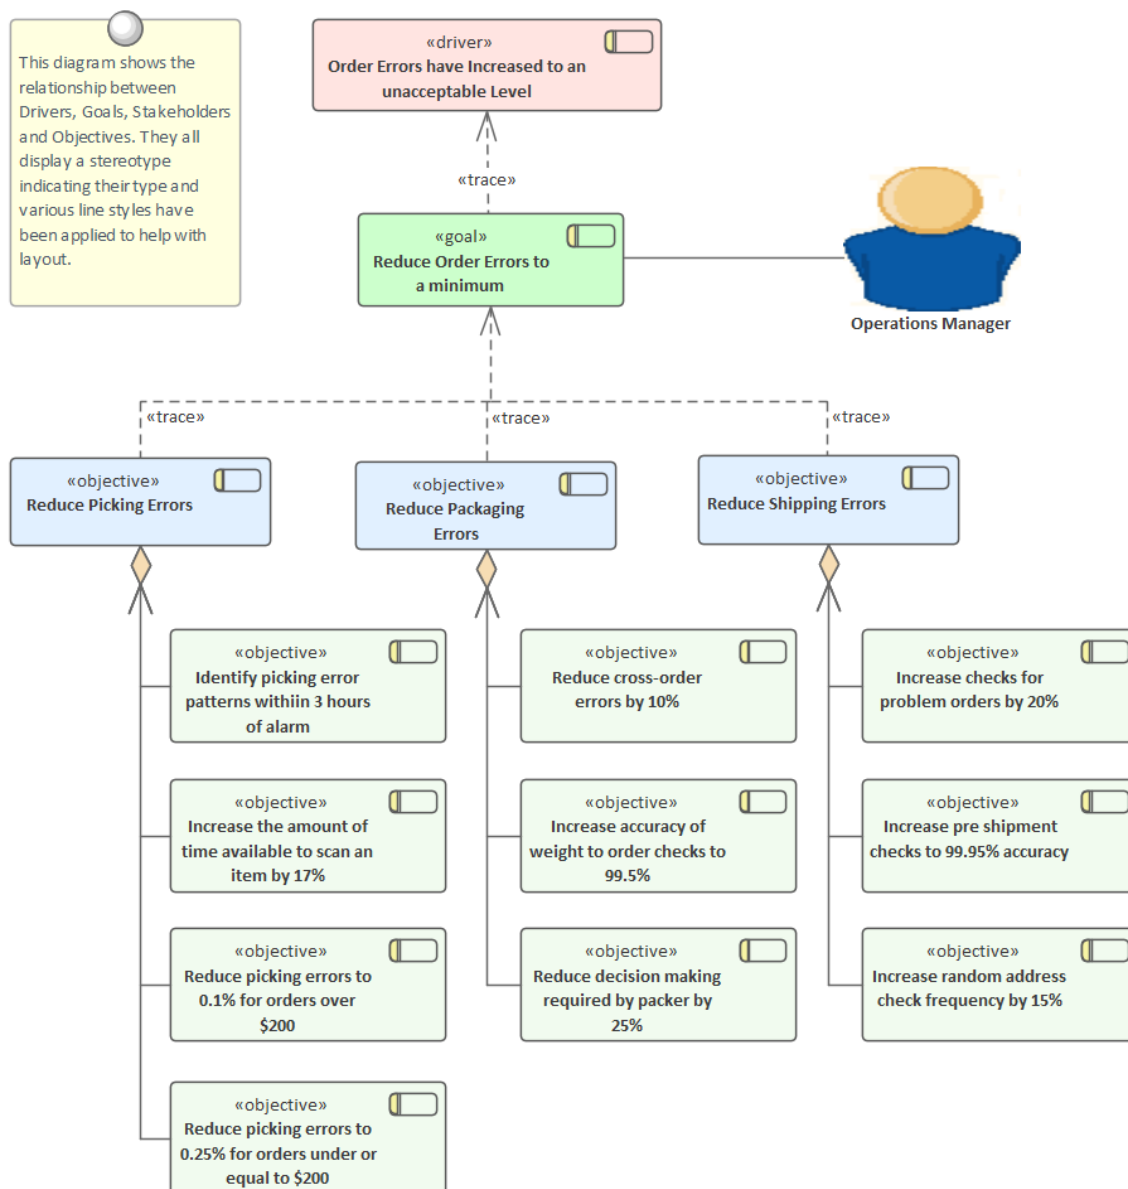 This diagram shows the
relationship between
Drivers, Goals, Stakeholders
and Objectives. They all
display a stereotype
indicating their type and
various line styles have
been applied to help with
layout.
«driver»
Order Errors have Increased to an
unacceptable Level
«trace»
«goal»
Reduce Order Errors to
a minimum
Operations Manager
«trace»
«trace»
«trace»
«objective»
Reduce Picking Errors
«objective»
Reduce Packaging
Errors
«objective»
Reduce Shipping Errors
«objective»
Identify picking error
patterns withiin 3 hours
of alarm
«objective»
Increase the amount of
time available to scan an
item by 17%
«objective»
Reduce picking errors to
0.1% for orders over
$200
«objective»
Reduce picking errors to
0.25% for orders under or
equal to $200
«objective»
Reduce cross-order
errors by 10%
«objective»
Increase accuracy of
weight to order checks to
99.5%
«objective»
Reduce decision making
required by packer by
25%
«objective»
Increase checks for
problem orders by 20%
«objective»
Increase pre shipment
checks to 99.95% accuracy
«objective»
Increase random address
check frequency by 15%